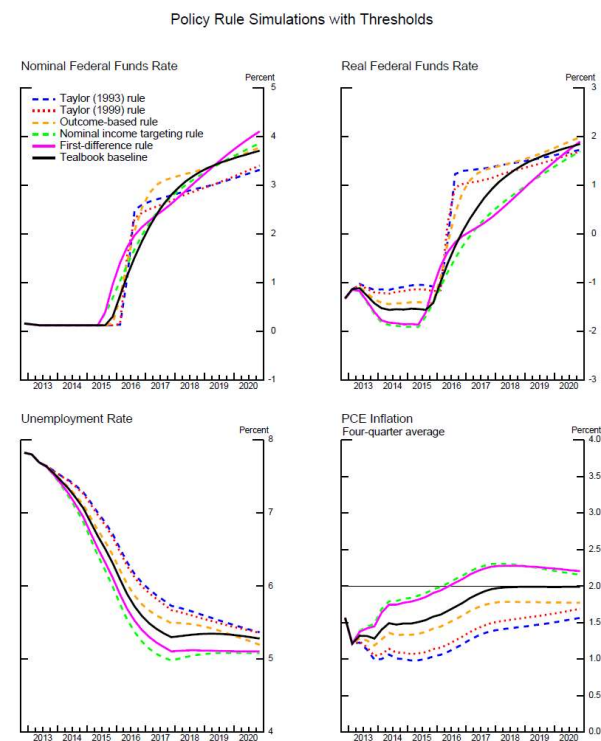 Policy Rule Simulations with Thresholds
Nominal Federal Funds Rate
Percent
Taylor (1993) rule
Taylor (1999) rule
Outcome-based rule
Nominal income targeting rule
First-difference rule
Tealbook baseline
5
4
3
2
1
0
-1
2013 2014 2015 2016 2017 2018 2019 2020
Real Federal Funds Rate
Percent
3
2
1
0
-1
-2
-3
2013 2014 2015 2016 2017 2018 2019 2020
Unemployment Rate
Percent
8
7
6
5
4
2013 2014 2015 2016 2017 2018 2019 2020
PCE Inflation
Four-quarter average
Percent
4.0
3.5
3.0
2.5
2.0
1.5
1.0
0.5
0.0
2013 2014 2015 2016 2017 2018 2019 2020